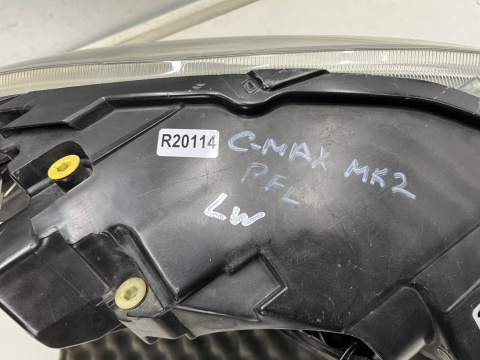 R20114
C-MAX MK2
PFL
LW